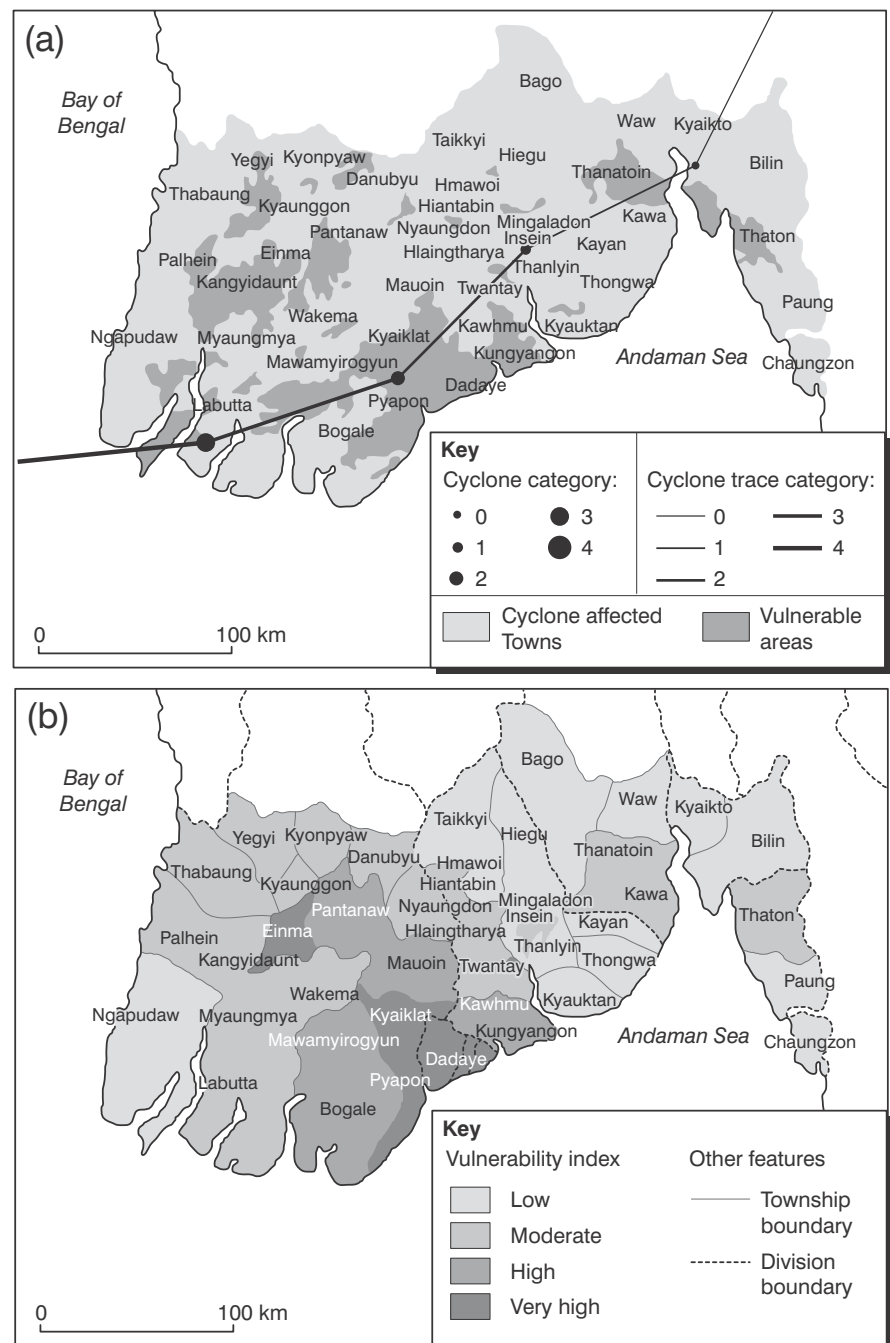 (a)
Bay of
Bengal
Bago
Waw
Kyaikto
Taikkyi
Hiegu
Bilin
Yegyi
Kyonpyaw
Danubyu
Thanatoin
Thabaung
Hmawoi
Kyaunggon
Hiantabin
Kawa
Pantanaw
Nyaungdon
Mingaladon
Insein
Kayan
Thaton
Palhein
Einma
Hlaingtharya
Thanlyin
Kangyidaunt
Mauoin
Twantay
Thongwa
Paung
Wakema
Ngapudaw
Myaungmya
Kyaiklat
Kawhmu
Kyauktan
Mawamyirogyun
Kungyangon
Andaman Sea
Chaungzon
Dadaye
Labutta
Pyapon
Bogale
Key
Cyclone category:
0
3
1
4
2
Cyclone trace category:
0
3
1
4
2
Cyclone affected
Towns
Vulnerable
areas
0
100 km
(b)
Bay of
Bengal
Bago
Waw
Kyaikto
Taikkyi
Hiegu
Bilin
Yegyi
Kyonpyaw
Danubyu
Thanatoin
Thabaung
Hmawoi
Kyaunggon
Hiantabin
Kawa
Pantanaw
Nyaungdon
Mingaladon
Insein
Kayan
Thaton
Einma
Palhein
Hlaingtharya
Thanlyin
Kangyidaunt
Mauoin
Twantay
Thongwa
Paung
Wakema
Ngapudaw
Myaungmya
Kyaiklat
Kawhmu
Kyauktan
Mawamyirogyun
Kungyangon
Andaman Sea
Chaungzon
Dadaye
Labutta
Pyapon
Bogale
Key
Vulnerability index
Low
Moderate
High
Very high
Other features
Township
boundary
Division
boundary
0
100 km